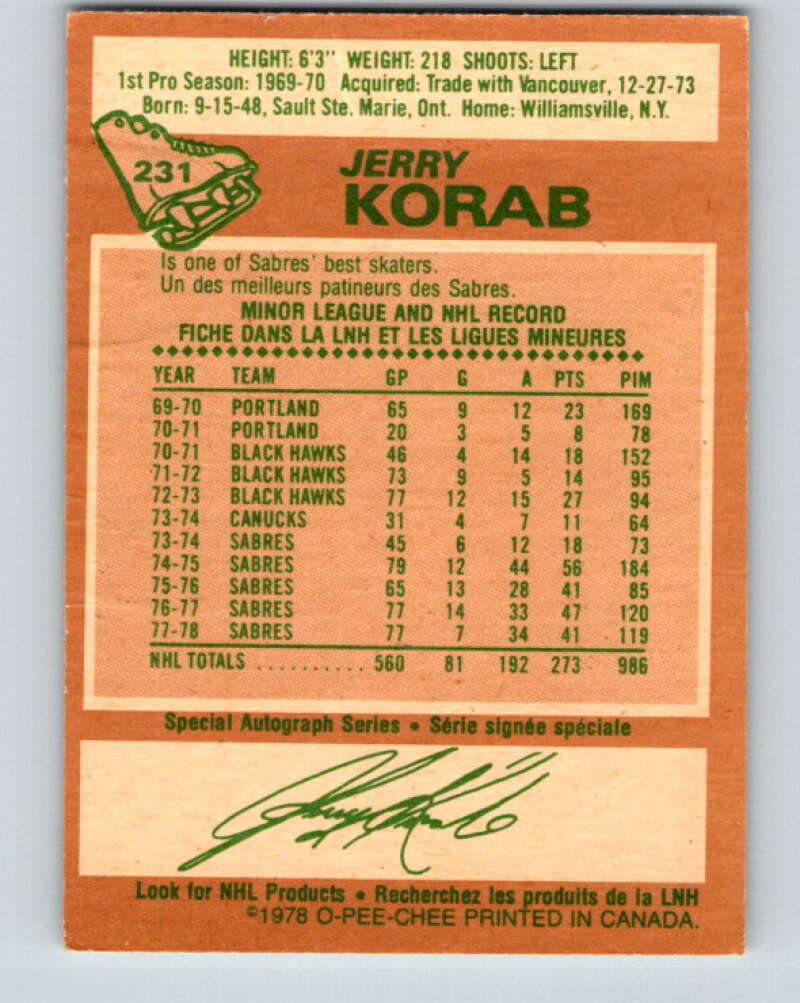 HEIGHT: 6'3" WEIGHT: 218 SHOOTS: LEFT
1st Pro Season: 1969-70 Acquired: Trade with Vancouver, 12-27-73
Born: 9-15-48, Sault Ste. Marie, Ont. Home: Williamsville, N.Y.
231
JERRY
KORAB
Is one of Sabres' best skaters.
Un des meilleurs patineurs des Sabres.
MINOR LEAGUE AND NHL RECORD
FICHE DANS LA LNH ET LES LIGUES MINEURES
YEAR TEAM GP G A PTS PIM
69-70 PORTLAND 65 9 12 23 169
70-71 PORTLAND 20 3 5 8 78
70-71 BLACK HAWKS 46 4 14 18 152
71-72 BLACK HAWKS 73 9 5 14 95
72-73 BLACK HAWKS 77 12 15 27 94
73-74 CANUCKS 31 4 7 11 64
73-74 SABRES 45 6 12 18 73
74-75 SABRES 79 12 44 56 184
75-76 SABRES 65 13 28 41 85
76-77 SABRES 77 14 33 47 120
77-78 SABRES 77 7 34 41 119
NHL TOTALS .......... 560 81 192 273 986
Special Autograph Series • Série signée spéciale
Jerry Korab
Look for NHL Products • Recherchez les produits de la LNH
©1978 O-PEE-CHEE PRINTED IN CANADA.